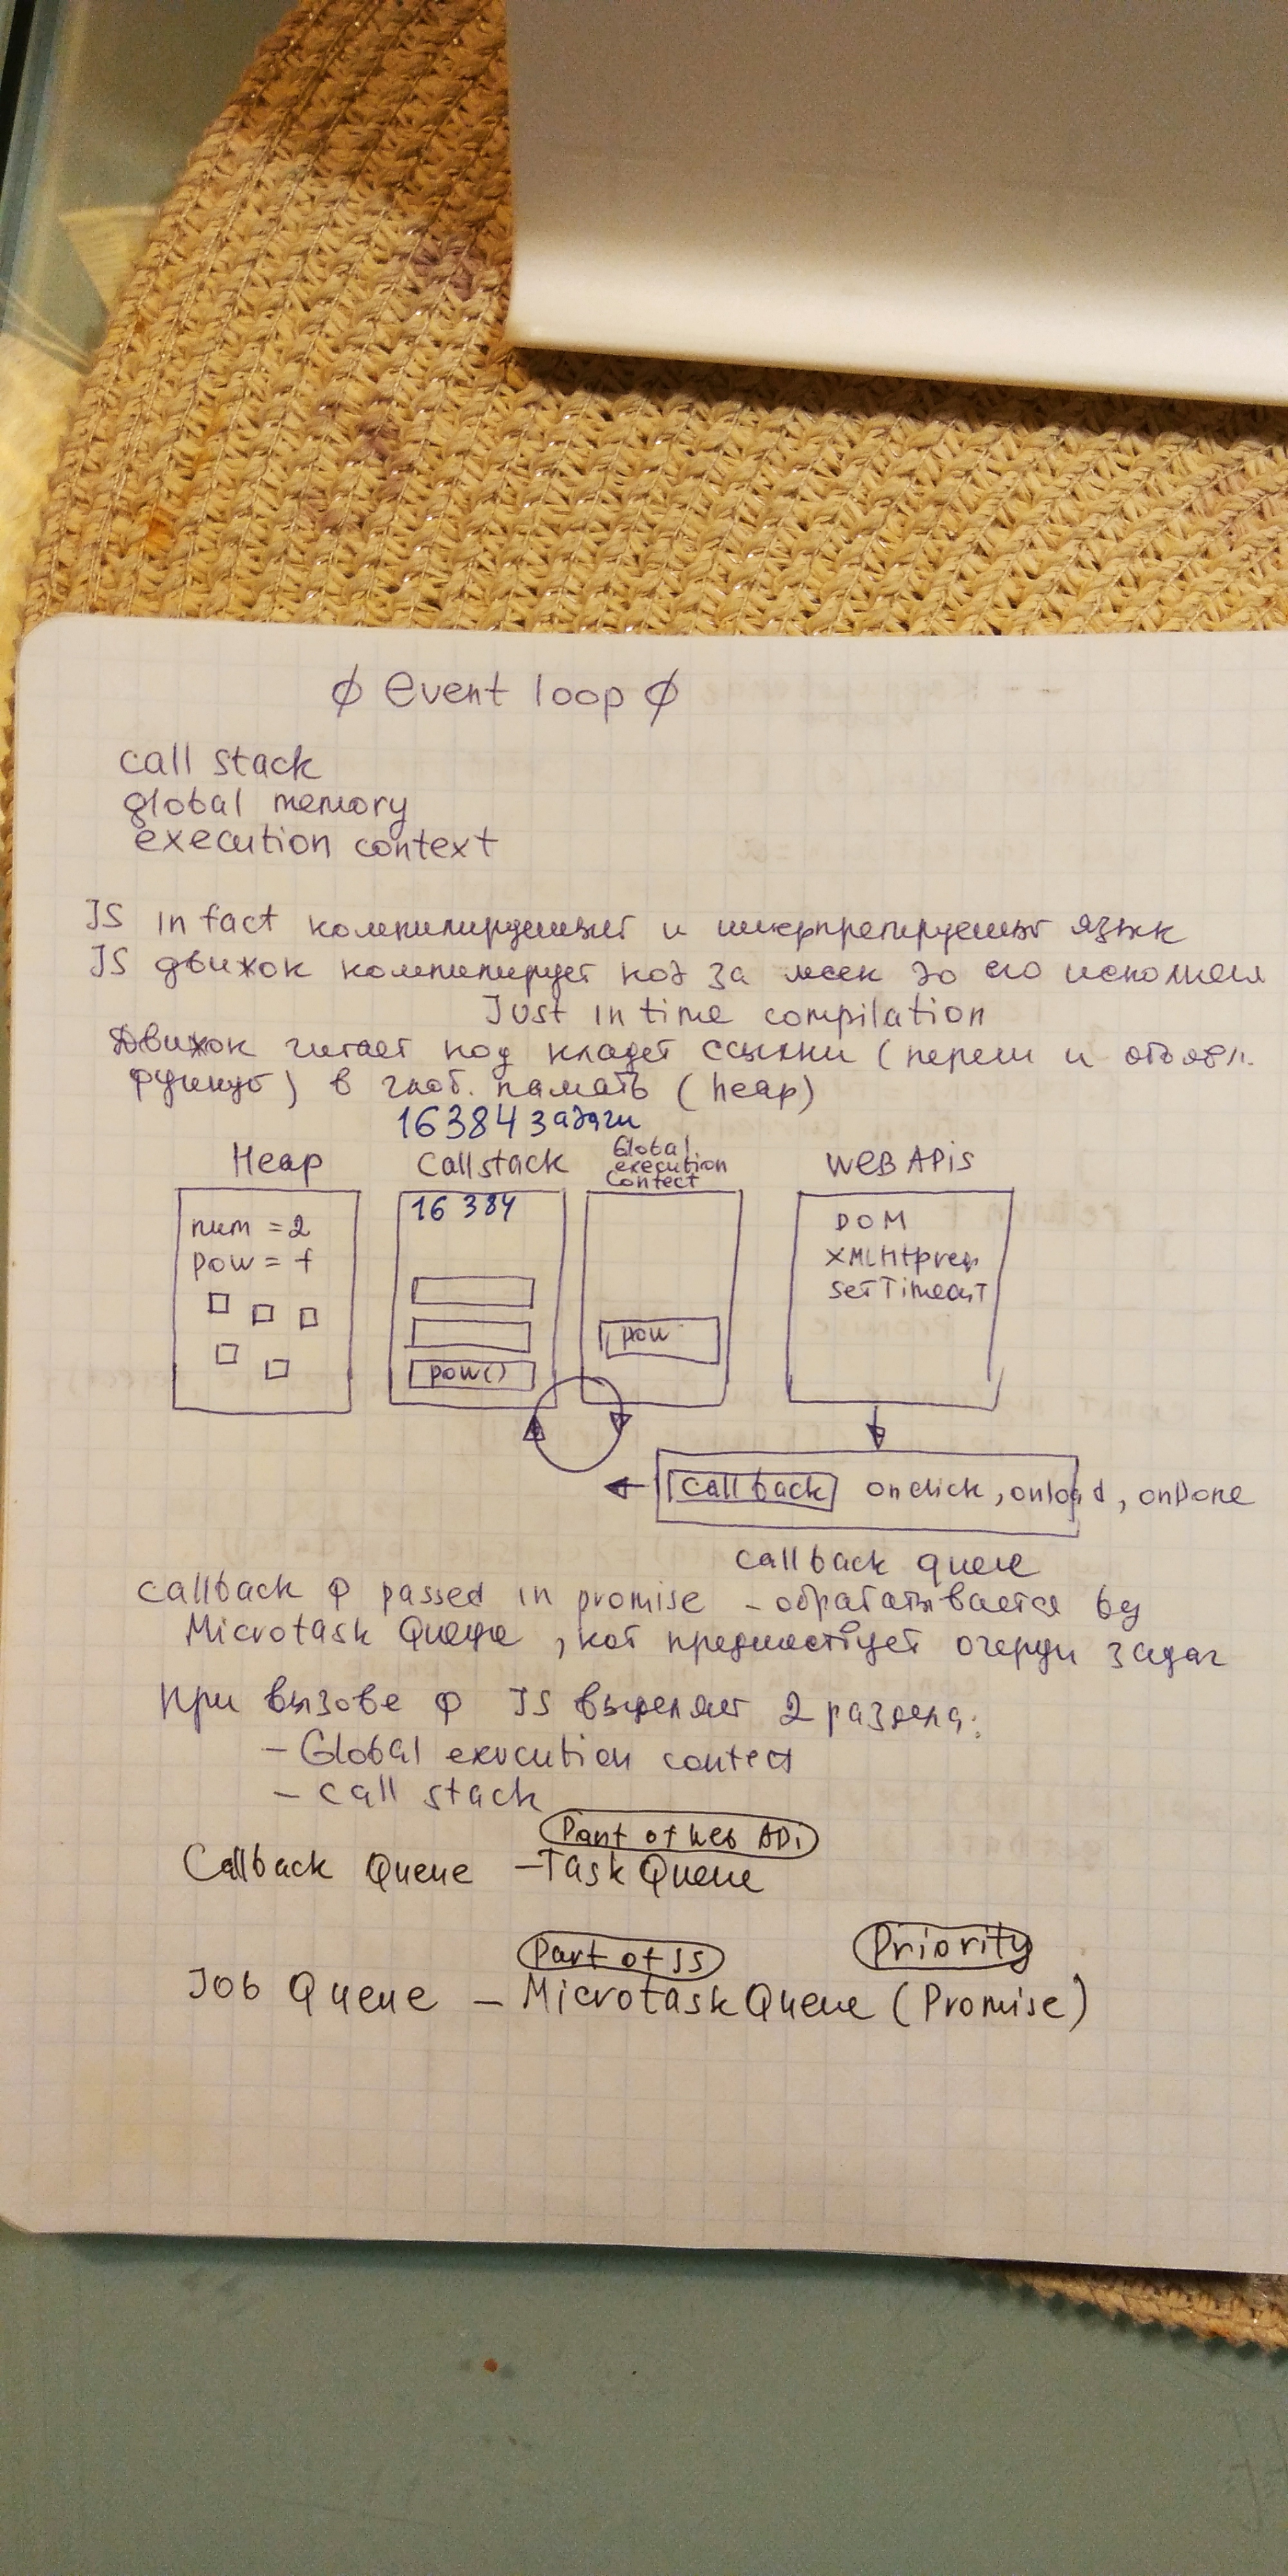 ∅ event loop ∅
call stack
global memory
execution context
JS in fact компилируемый и интерпретируемый язык
JS движок компилирует код за мсек до его исполнен
Just in time compilation
Движок читает код кладет ссылки (перем и объявл.
функц) в глоб. память (heap)
16384 задачи
Heap
Call stack
Global
execution
Contect
WEB APIs
num = 2
pow = f
16 384
pow()
pow
DOM
XMLHtpreq
setTimeout
callback onclick, onload, onDone
callback queue
callback ф passed in promise - обрабатывается by
Microtask Queue, кот предшествует очереди задач
При вызове ф JS выделяет 2 раздела:
- Global exucution contect
- call stack
Part of Web API
Callback Queue - Task Queue
Part of JS Priority
Job Queue - Microtask Queue (Promise)